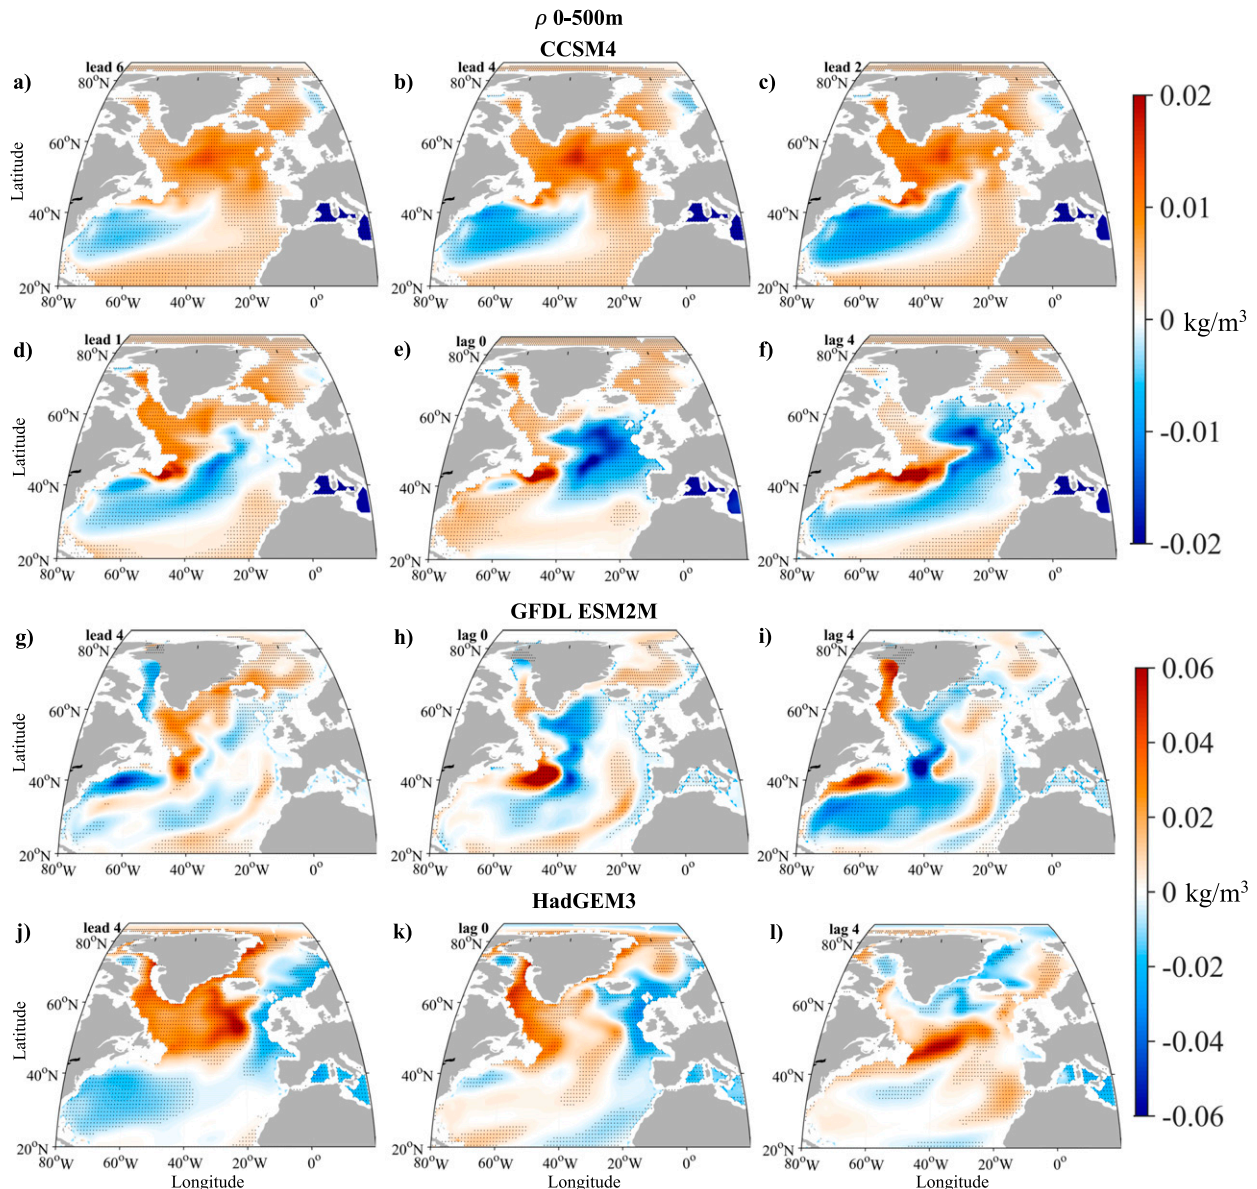 ρ 0-500m
CCSM4
a) lead 6 b) lead 4 c) lead 2
80°N 80°N 80°N
60°N 60°N 60°N
40°N 40°N 40°N
20°N 20°N 20°N
80°W 60°W 40°W 20°W 0° 80°W 60°W 40°W 20°W 0° 80°W 60°W 40°W 20°W 0°
Latitude
d) lead 1 e) lag 0 f) lag 4
80°N 80°N 80°N
60°N 60°N 60°N
40°N 40°N 40°N
20°N 20°N 20°N
80°W 60°W 40°W 20°W 0° 80°W 60°W 40°W 20°W 0° 80°W 60°W 40°W 20°W 0°
Latitude
0.02
0.01
0 kg/m³
-0.01
-0.02
GFDL ESM2M
g) lead 4 h) lag 0 i) lag 4
80°N 80°N 80°N
60°N 60°N 60°N
40°N 40°N 40°N
20°N 20°N 20°N
80°W 60°W 40°W 20°W 0° 80°W 60°W 40°W 20°W 0° 80°W 60°W 40°W 20°W 0°
Latitude
HadGEM3
j) lead 4 k) lag 0 l) lag 4
80°N 80°N 80°N
60°N 60°N 60°N
40°N 40°N 40°N
20°N 20°N 20°N
80°W 60°W 40°W 20°W 0° 80°W 60°W 40°W 20°W 0° 80°W 60°W 40°W 20°W 0°
Latitude
Longitude Longitude Longitude
0.06
0.04
0.02
0 kg/m³
-0.02
-0.04
-0.06